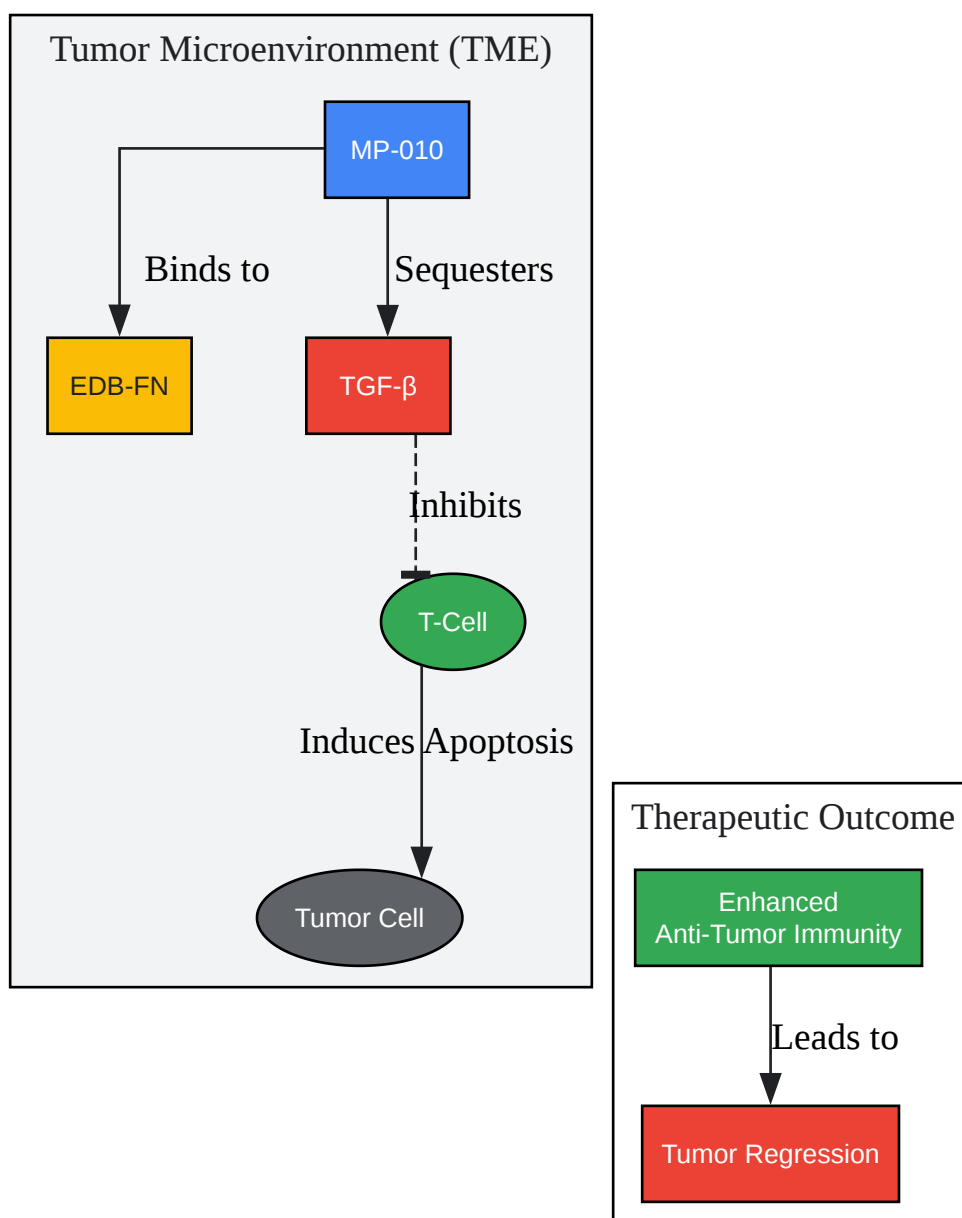 Tumor Microenvironment (TME)
MP-010
Binds to
Sequesters
EDB-FN
TGF-β
Inhibits
T-Cell
Induces Apoptosis
Tumor Cell
Therapeutic Outcome
Enhanced
Anti-Tumor Immunity
Leads to
Tumor Regression